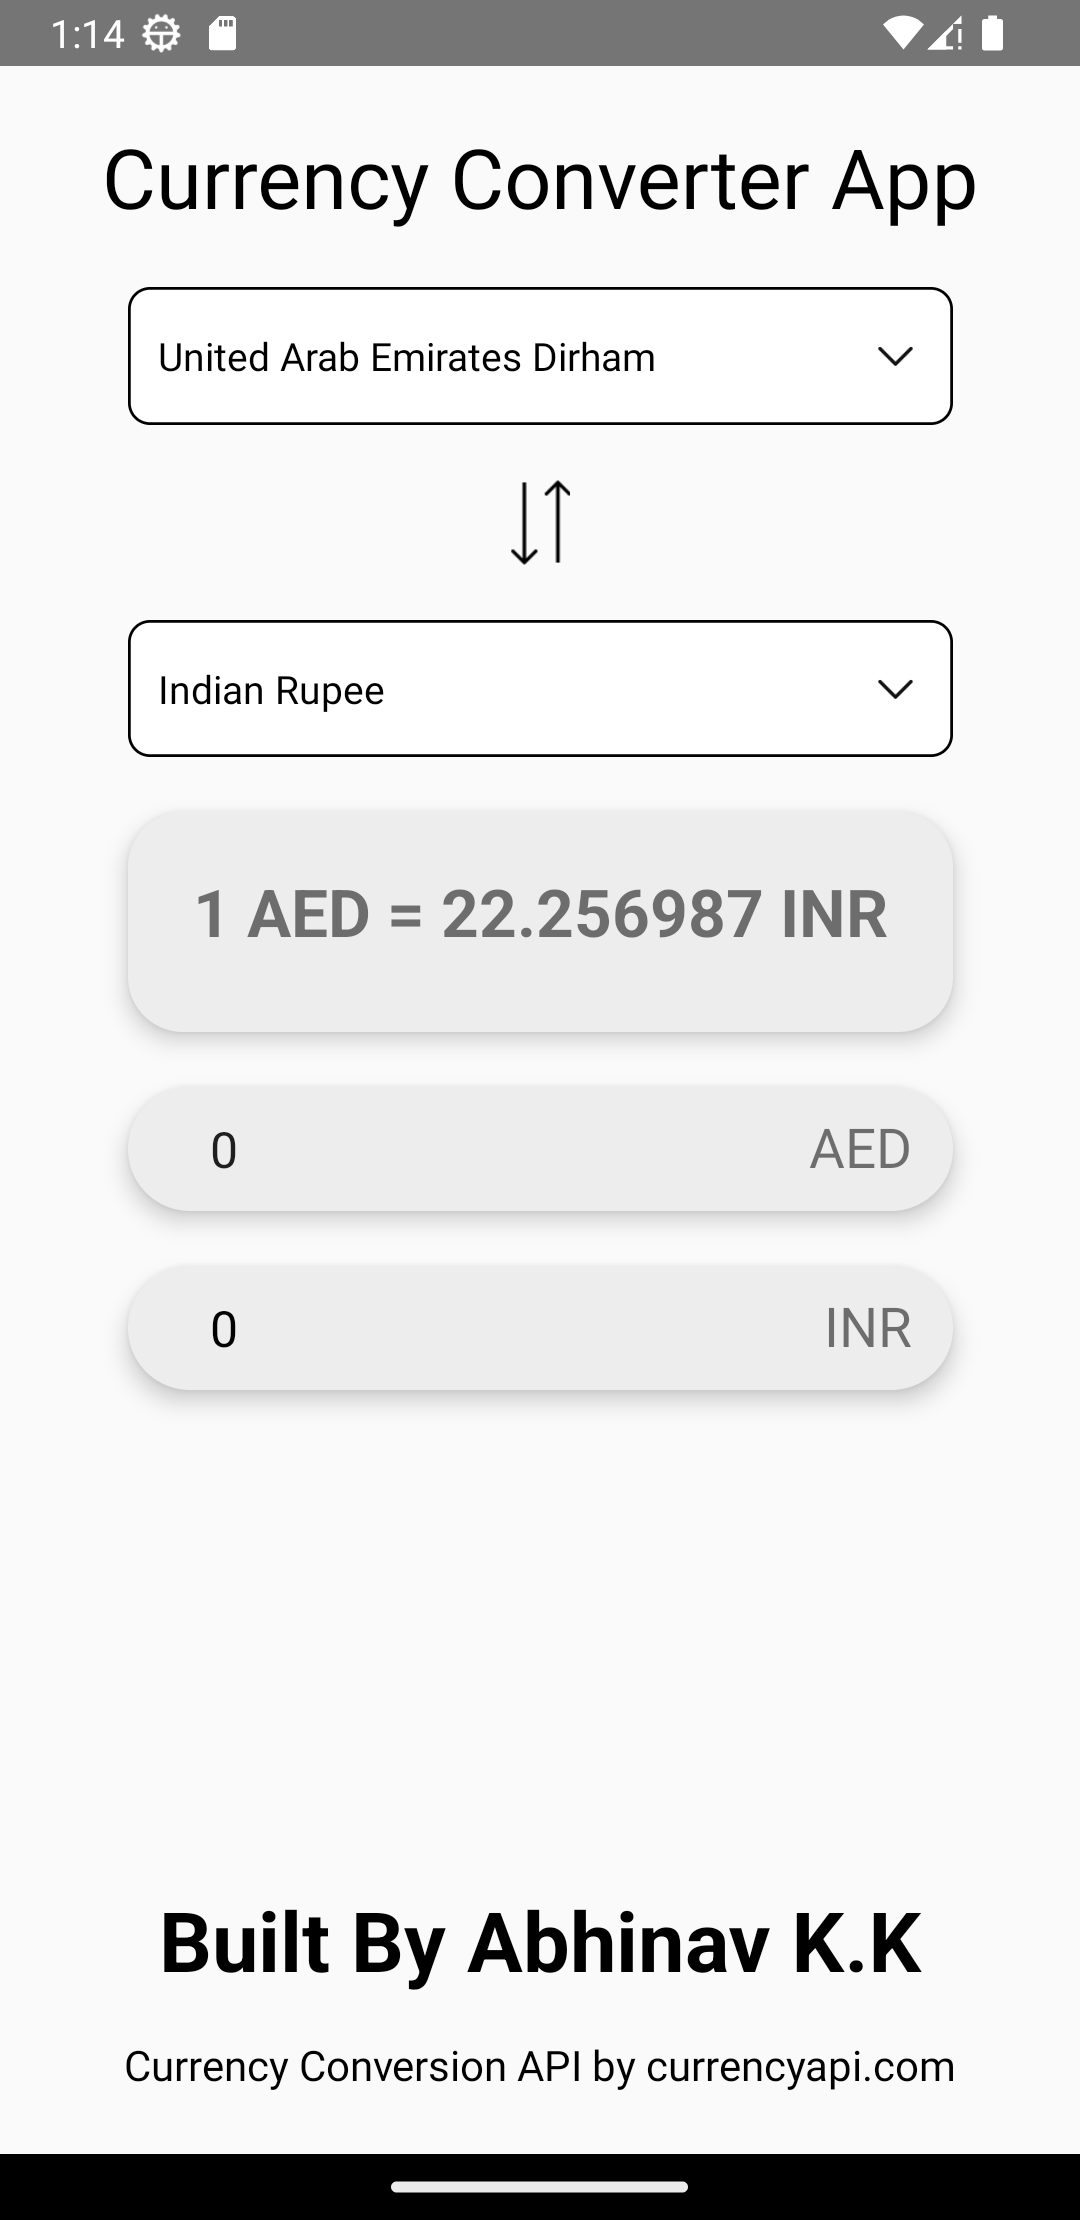 1:14
Currency Converter App
United Arab Emirates Dirham
Indian Rupee
1 AED = 22.256987 INR
0 AED
0 INR
Built By Abhinav K.K
Currency Conversion API by currencyapi.com